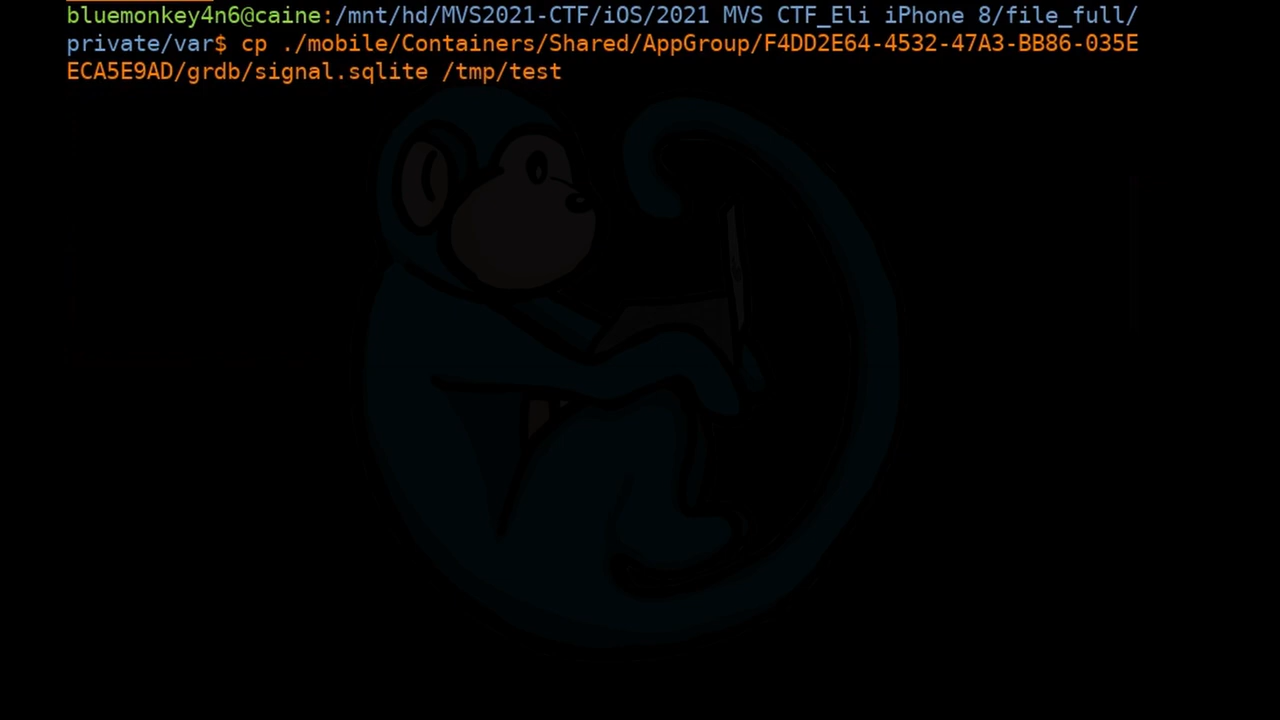 bluemonkey4n6@caine:/mnt/hd/MVS2021-CTF/iOS/2021 MVS CTF_Eli iPhone 8/file_full/
private/var$ cp ./mobile/Containers/Shared/AppGroup/F4DD2E64-4532-47A3-BB86-035E
ECA5E9AD/grdb/signal.sqlite /tmp/test